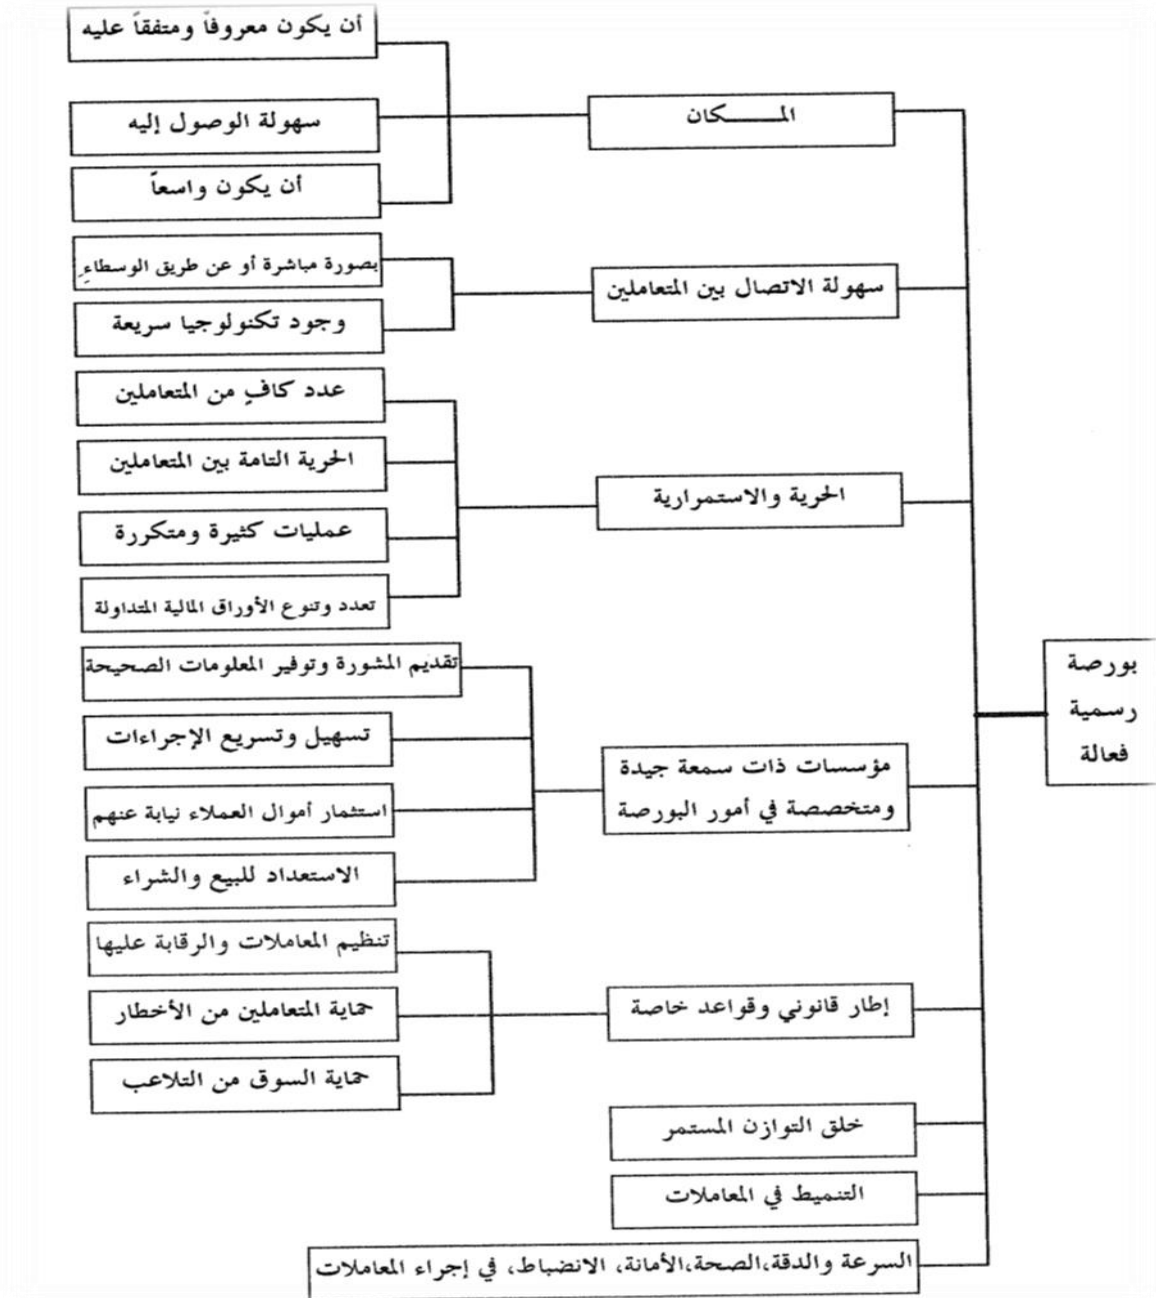 بورصة
رسمية
فعالة
المـــــكان
أن يكون معروفاً ومتفقاً عليه
سهولة الوصول إليه
أن يكون واسعاً
سهولة الاتصال بين المتعاملين
بصورة مباشرة أو عن طريق الوسطاءِ
وجود تكنولوجيا سريعة
الحرية والاستمرارية
عدد كافٍ من المتعاملين
الحرية التامة بين المتعاملين
عمليات كثيرة ومتكررة
تعدد وتنوع الأوراق المالية المتداولة
مؤسسات ذات سمعة جيدة
ومتخصصة في أمور البورصة
تقديم المشورة وتوفير المعلومات الصحيحة
تسهيل وتسريع الإجراءات
استثمار أموال العملاء نيابة عنهم
الاستعداد للبيع والشراء
إطار قانوني وقواعد خاصة
تنظيم المعاملات والرقابة عليها
حماية المتعاملين من الأخطار
حماية السوق من التلاعب
خلق التوازن المستمر
التنميط في المعاملات
السرعة والدقة،الصحة،الأمانة، الانضباط، في إجراء المعاملات